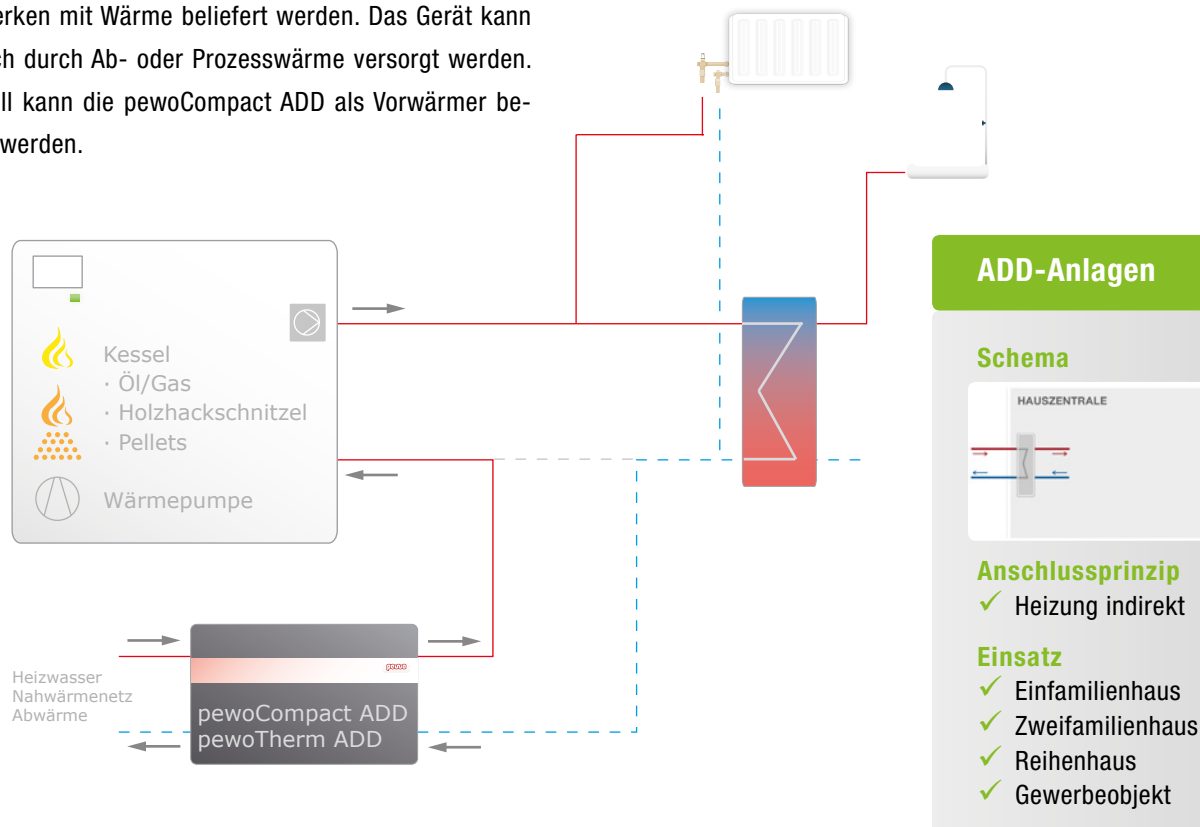 erken mit Wärme beliefert werden. Das Gerät kann
ch durch Ab- oder Prozesswärme versorgt werden.
ll kann die pewoCompact ADD als Vorwärmer be-
werden.
Kessel
· Öl/Gas
· Holzhackschnitzel
· Pellets
Wärmepumpe
Heizwasser
Nahwärmenetz
Abwärme
pewo
pewoCompact ADD
pewoTherm ADD
ADD-Anlagen
Schema
HAUSZENTRALE
Anschlussprinzip
✓ Heizung indirekt
Einsatz
✓ Einfamilienhaus
✓ Zweifamilienhaus
✓ Reihenhaus
✓ Gewerbeobjekt